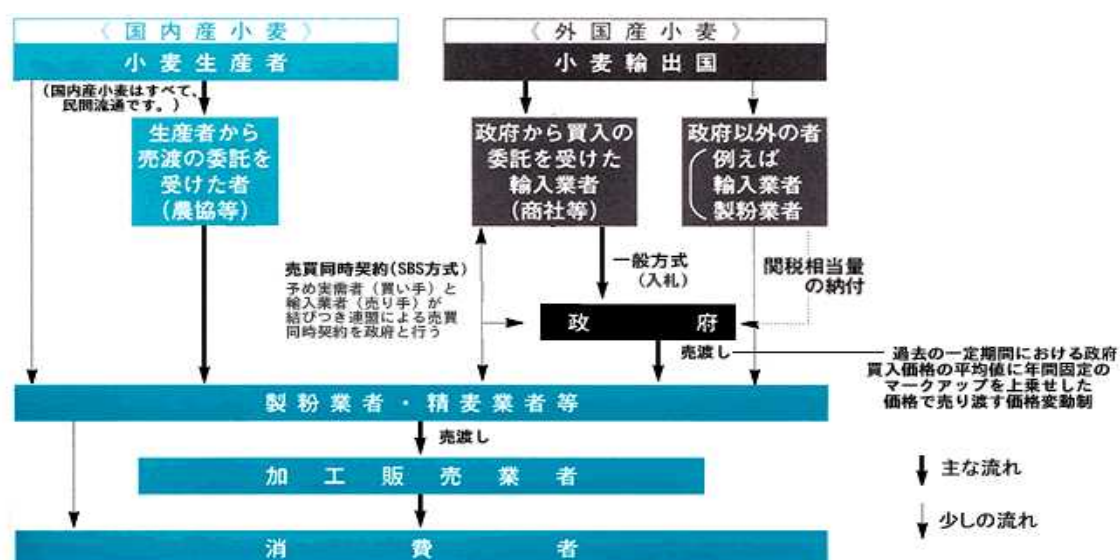 《国内産小麦》
小麦生産者
(国内産小麦はすべて、
民間流通です。)
生産者から
売渡の委託を
受けた者
(農協等)
《外国産小麦》
小麦輸出国
政府から買入の
委託を受けた
輸入業者
(商社等)
政府以外の者
例えば
輸入業者
製粉業者
売買同時契約(SBS方式)
予め実需者(買い手)と
輸入業者(売り手)が
結びつき連盟による売買
同時契約を政府と行う
一般方式
(入札)
関税相当量
の納付
政府
売渡し
過去の一定期間における政府
買入価格の平均値に年間固定の
マークアップを上乗せした
価格で売り渡す価格変動制
製粉業者・精麦業者等
売渡し
加工販売業者
消費者
主な流れ
少しの流れ